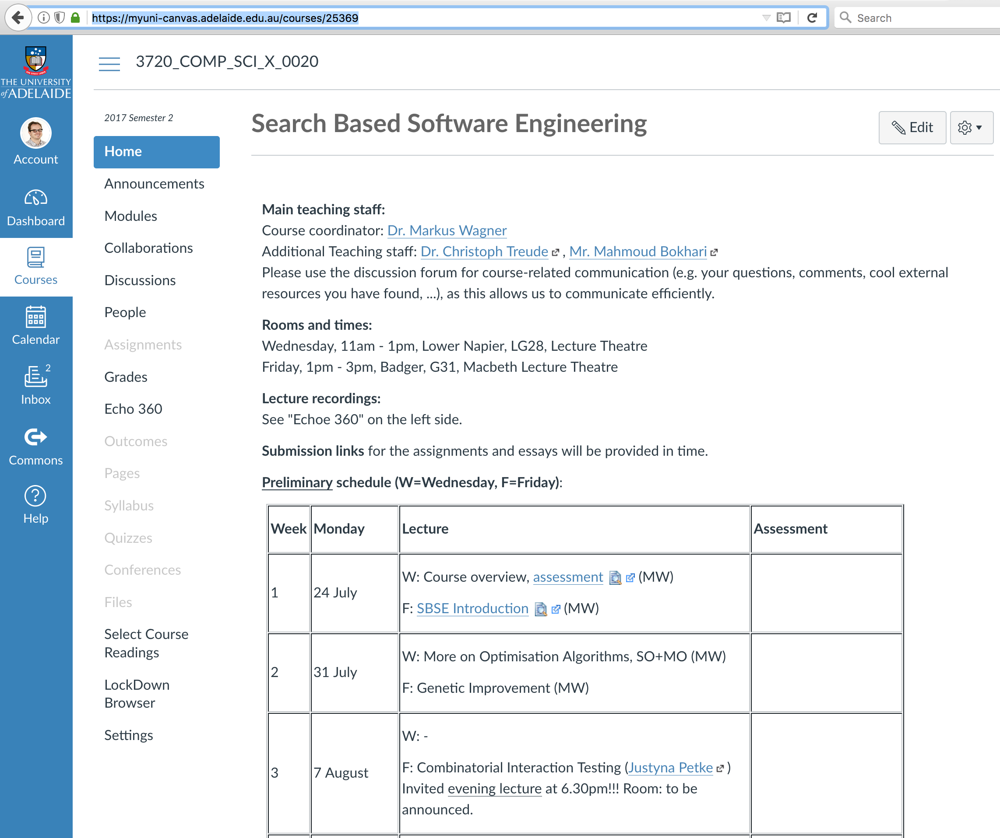 https://myuni-canvas.adelaide.edu.au/courses/25369
Search
THE UNIVERSITY
of ADELAIDE
Account
Dashboard
Courses
Calendar
2
Inbox
Commons
Help
3720_COMP_SCI_X_0020
2017 Semester 2
Home
Announcements
Modules
Collaborations
Discussions
People
Assignments
Grades
Echo 360
Outcomes
Pages
Syllabus
Quizzes
Conferences
Files
Select Course
Readings
LockDown
Browser
Settings
Search Based Software Engineering
Edit
Main teaching staff:
Course coordinator: Dr. Markus Wagner
Additional Teaching staff: Dr. Christoph Treude , Mr. Mahmoud Bokhari
Please use the discussion forum for course-related communication (e.g. your questions, comments, cool external
resources you have found, ...), as this allows us to communicate efficiently.
Rooms and times:
Wednesday, 11am - 1pm, Lower Napier, LG28, Lecture Theatre
Friday, 1pm - 3pm, Badger, G31, Macbeth Lecture Theatre
Lecture recordings:
See "Echoe 360" on the left side.
Submission links for the assignments and essays will be provided in time.
Preliminary schedule (W=Wednesday, F=Friday):
Week Monday Lecture Assessment
1 24 July
W: Course overview, assessment (MW)
F: SBSE Introduction (MW)
2 31 July
W: More on Optimisation Algorithms, SO+MO (MW)
F: Genetic Improvement (MW)
3 7 August
W: -
F: Combinatorial Interaction Testing (Justyna Petke )
Invited evening lecture at 6.30pm!!! Room: to be
announced.